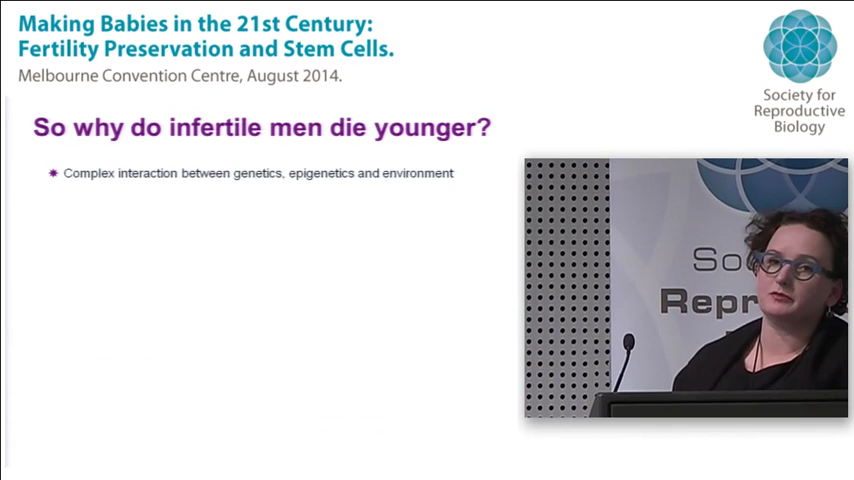 Making Babies in the 21st Century:
Fertility Preservation and Stem Cells.
Melbourne Convention Centre, August 2014.
Society for
Reproductive
Biology
So why do infertile men die younger?
Complex interaction between genetics, epigenetics and environment
So
Repr